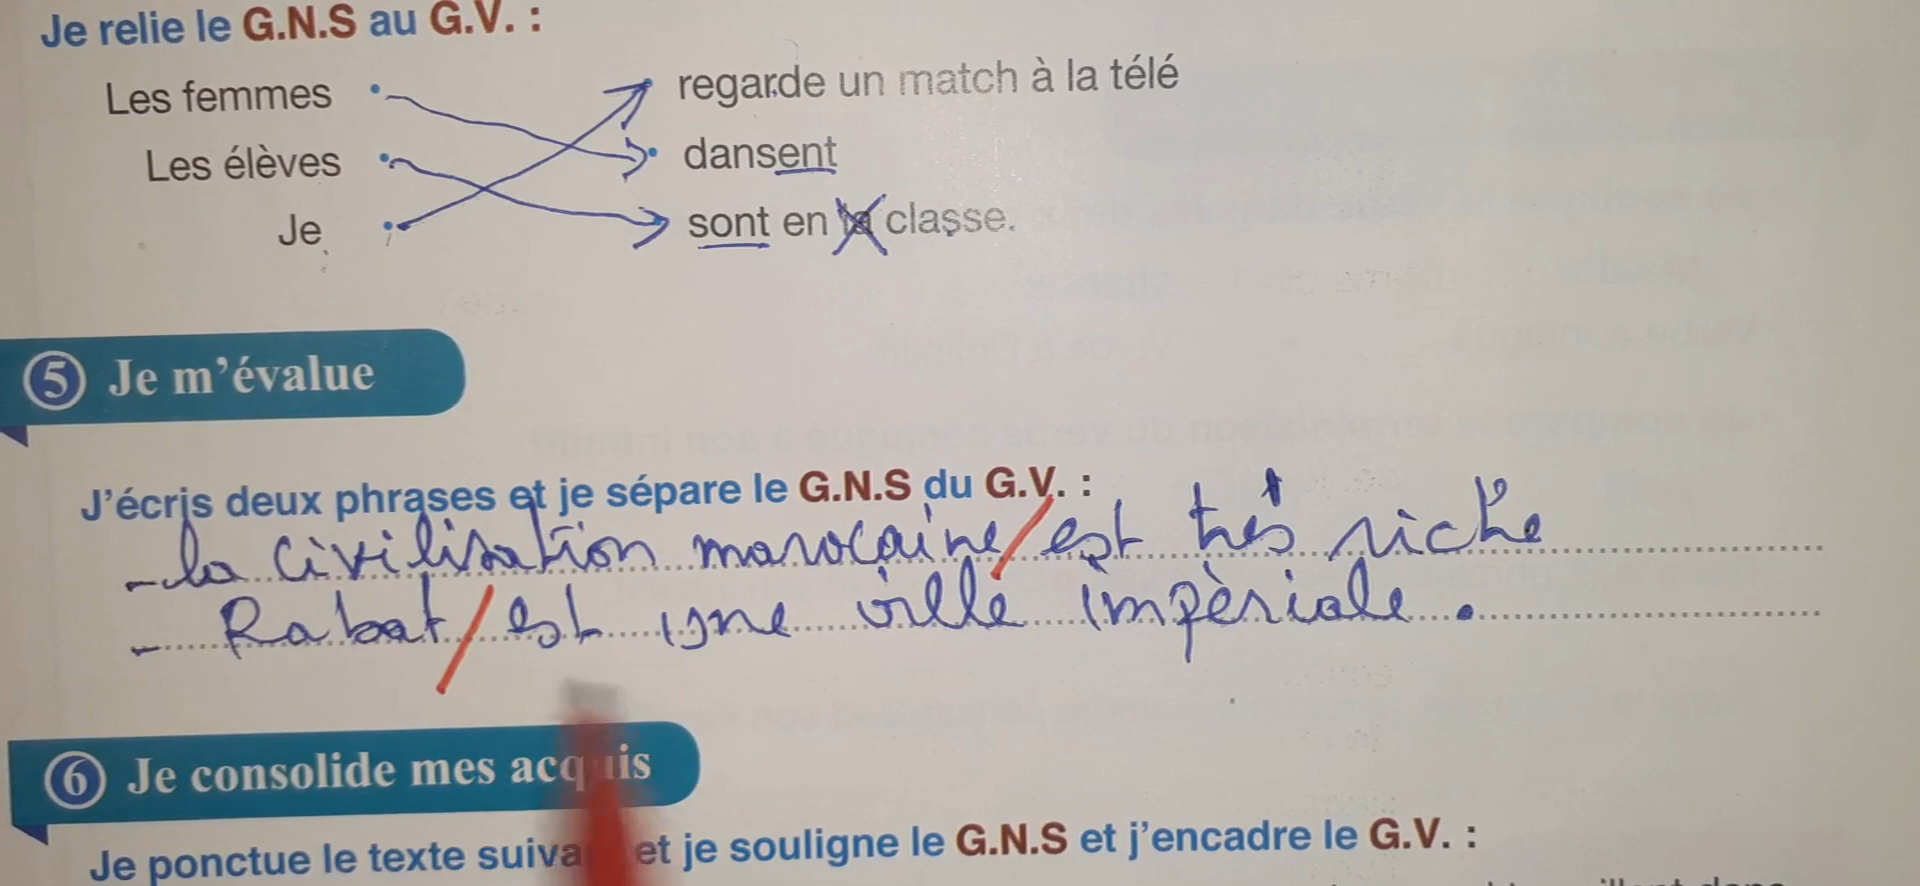 Je relie le G.N.S au G.V. :
Les femmes regarde un match à la télé
Les élèves dansent
Je sont en la classe.
5 Je m'évalue
J'écris deux phrases et je sépare le G.N.S du G.V. :
- la civilisation marocaine / est très riche
- Rabat / est une ville impèriale .
6 Je consolide mes acquis
Je ponctue le texte suiva et je souligne le G.N.S et j'encadre le G.V. :